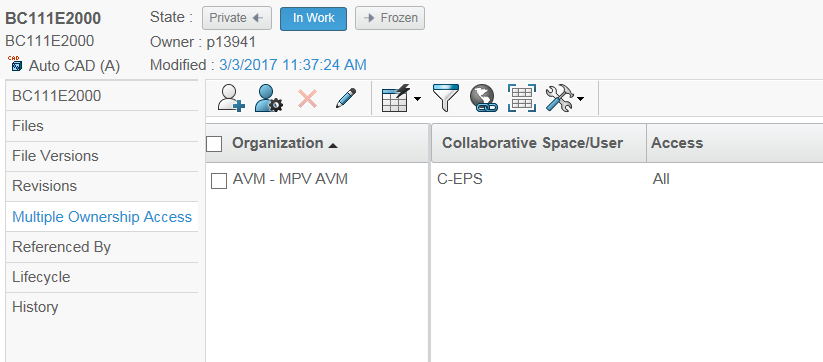 BC111E2000
State :
Private
In Work
Frozen
BC111E2000
Owner : p13941
CAD
Auto CAD (A)
Modified : 3/3/2017 11:37:24 AM
BC111E2000
Files
File Versions
Revisions
Multiple Ownership Access
Referenced By
Lifecycle
History
Organization
Collaborative Space/User
Access
AVM - MPV AVM
C-EPS
All